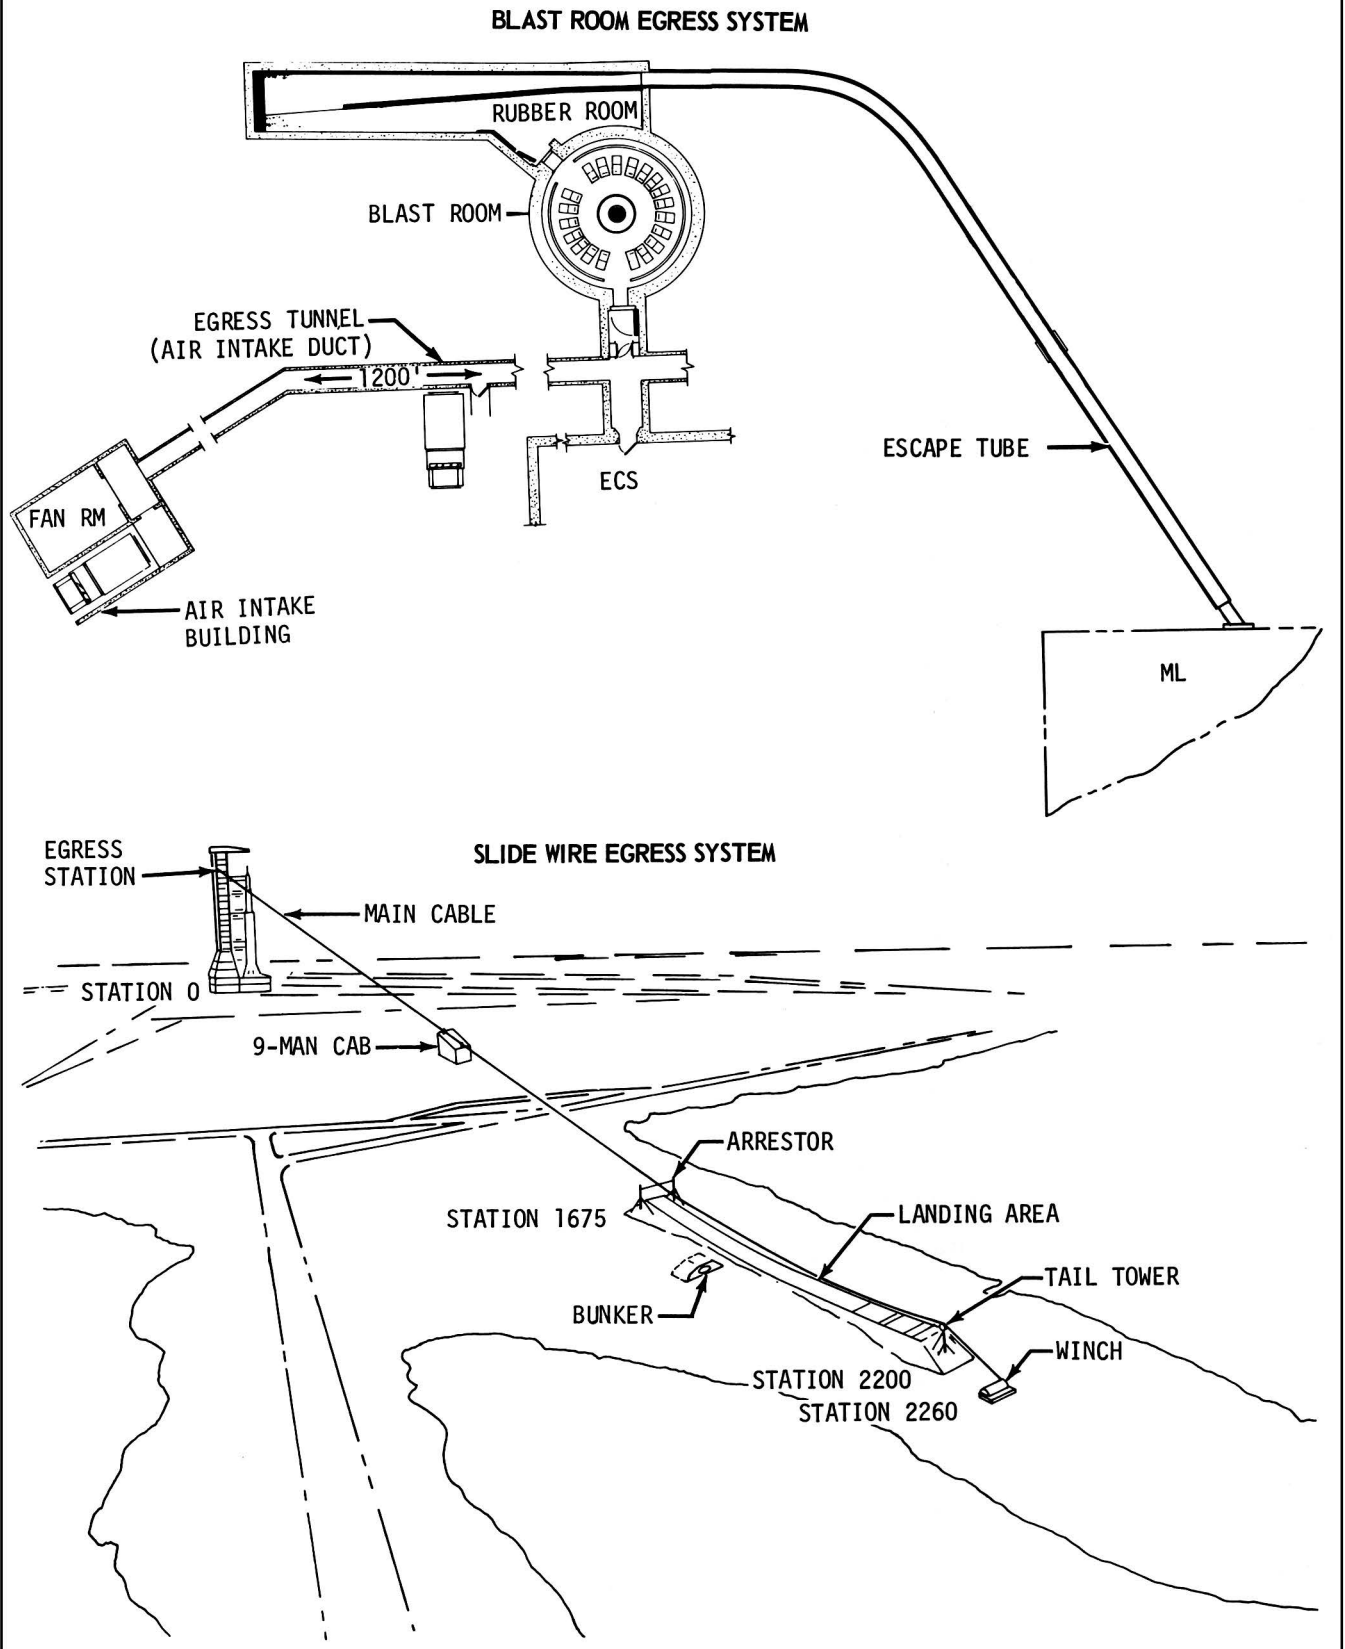 BLAST ROOM EGRESS SYSTEM
RUBBER ROOM
BLAST ROOM
EGRESS TUNNEL
(AIR INTAKE DUCT)
1200'
ESCAPE TUBE
ECS
FAN RM
AIR INTAKE
BUILDING
ML
EGRESS
STATION
SLIDE WIRE EGRESS SYSTEM
MAIN CABLE
STATION 0
9-MAN CAB
ARRESTOR
STATION 1675
LANDING AREA
TAIL TOWER
BUNKER
WINCH
STATION 2200
STATION 2260